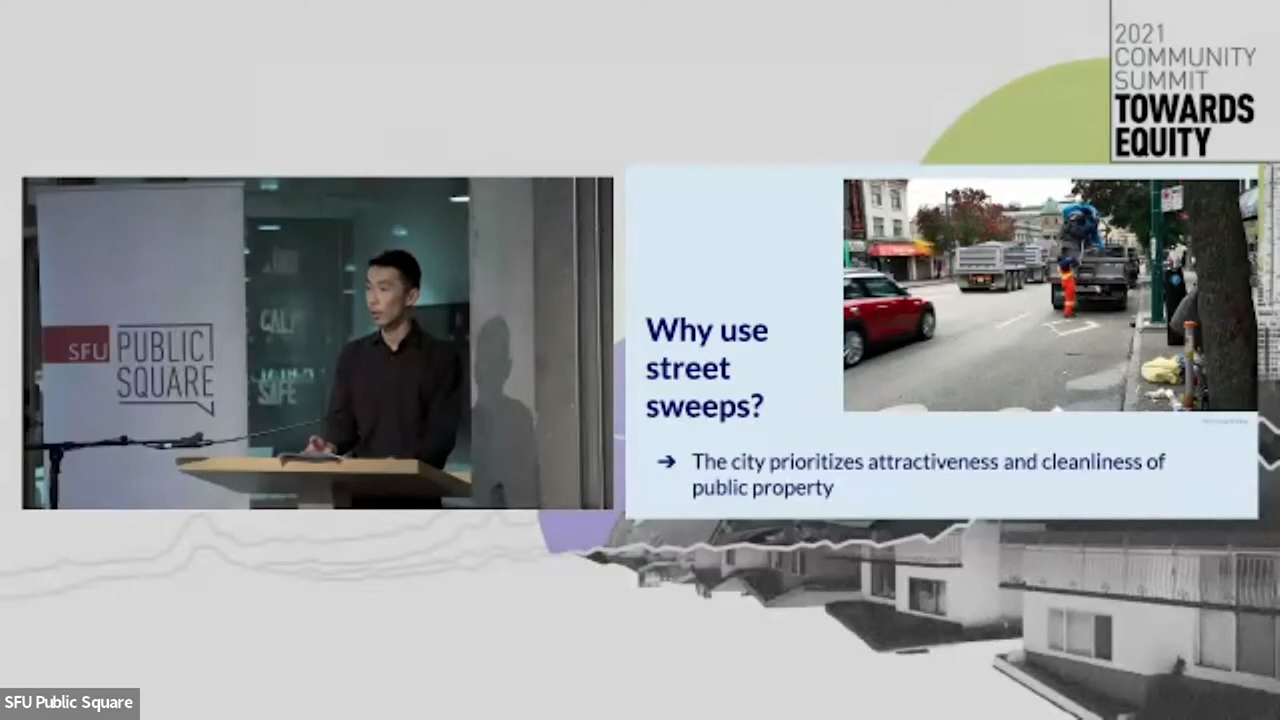 2021
COMMUNITY
SUMMIT
TOWARDS
EQUITY
SFU PUBLIC
SQUARE
SAFE
Why use
street
sweeps?
➔ The city prioritizes attractiveness and cleanliness of
public property
SFU Public Square